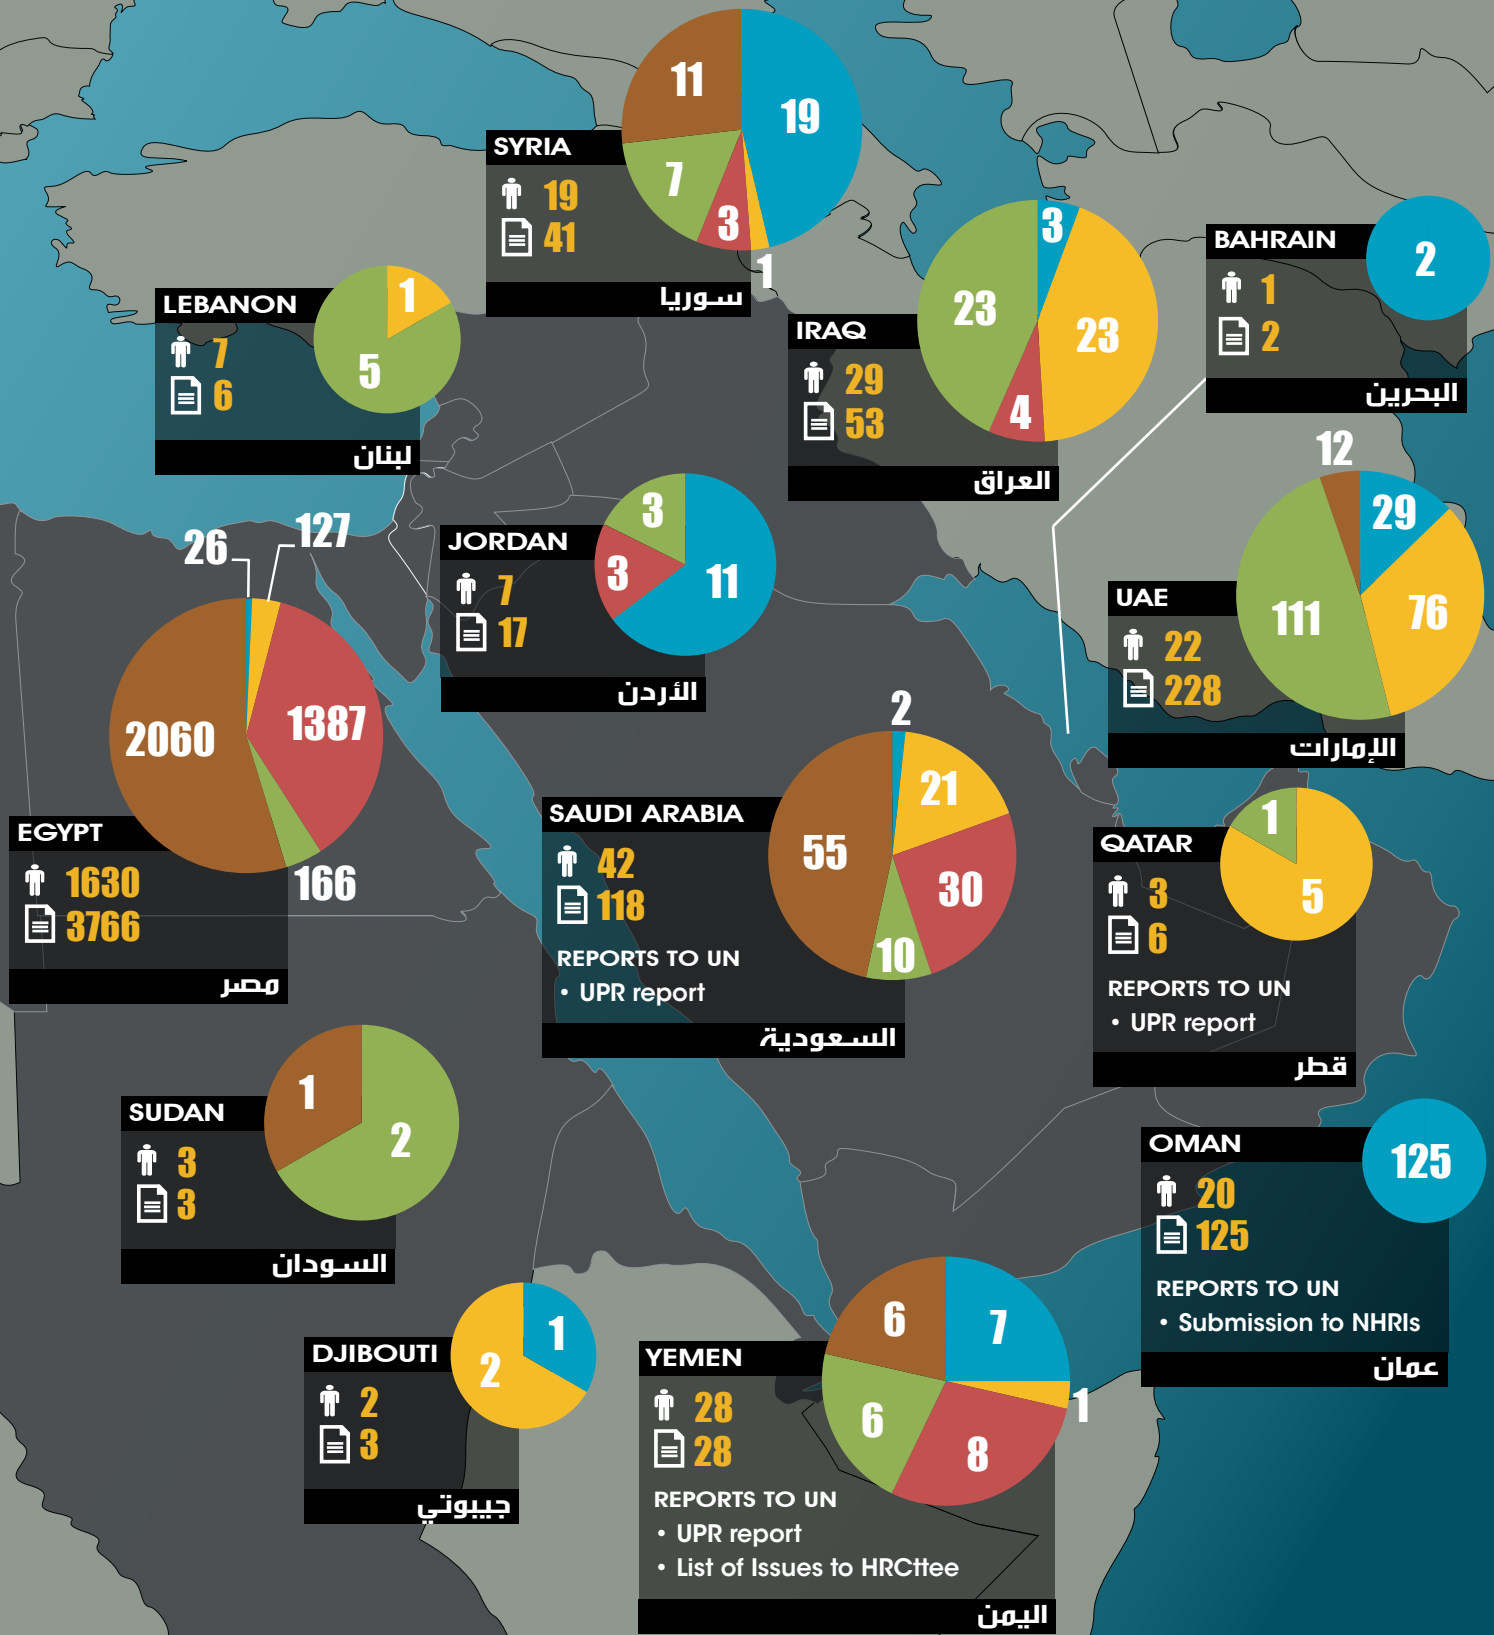 11
19
7
3
1
SYRIA
19
41
سوريا
LEBANON
7
6
1
5
لبنان
IRAQ
29
53
3
23
23
4
العراق
BAHRAIN
1
2
2
البحرين
JORDAN
7
17
3
3
11
الأردن
12
29
76
111
UAE
22
228
الإمارات
26
127
2060
1387
166
EGYPT
1630
3766
مصر
SAUDI ARABIA
42
118
REPORTS TO UN
• UPR report
2
21
55
30
10
السعودية
QATAR
3
6
REPORTS TO UN
• UPR report
1
5
قطر
SUDAN
3
3
1
2
السودان
OMAN
20
125
REPORTS TO UN
• Submission to NHRIs
125
عمان
DJIBOUTI
2
3
1
2
جيبوتي
YEMEN
28
28
REPORTS TO UN
• UPR report
• List of Issues to HRCttee
6
7
1
6
8
اليمن